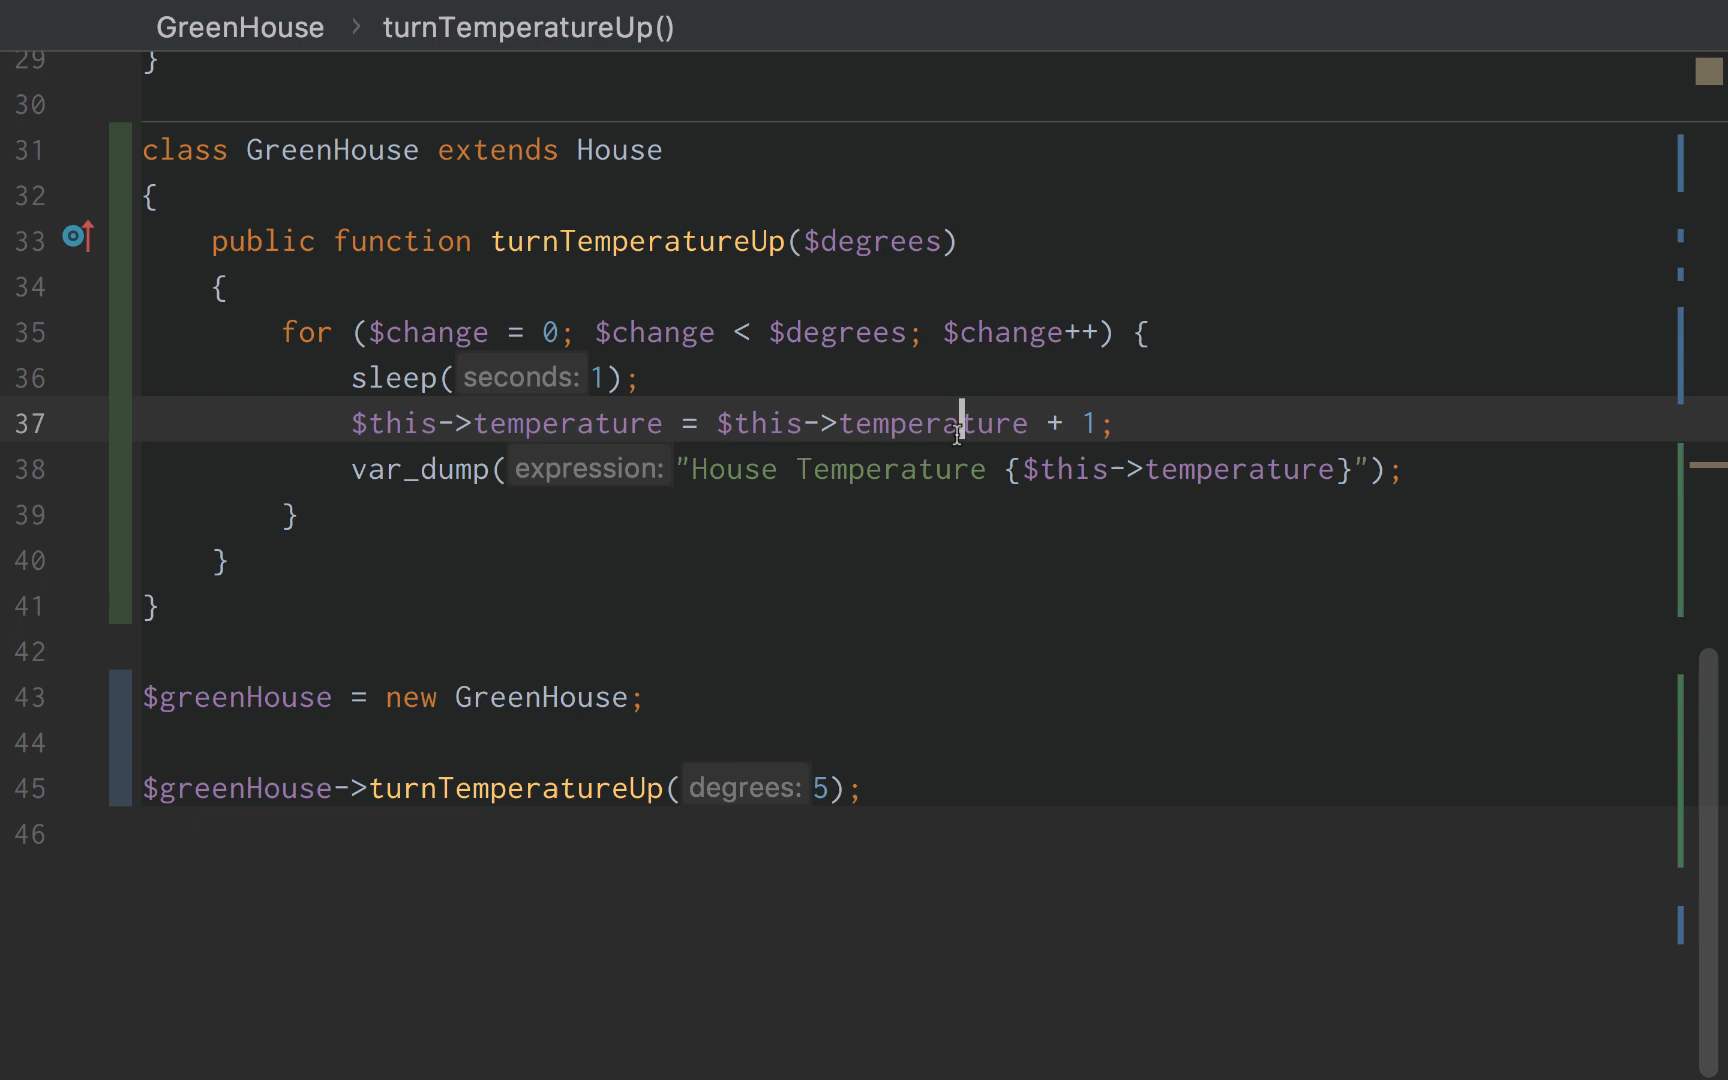 GreenHouse › turnTemperatureUp()
29 }
30
31 class GreenHouse extends House
32 {
33 public function turnTemperatureUp($degrees)
34 {
35 for ($change = 0; $change < $degrees; $change++) {
36 sleep( seconds: 1);
37 $this->temperature = $this->temperature + 1;
38 var_dump( expression: "House Temperature {$this->temperature}");
39 }
40 }
41 }
42
43 $greenHouse = new GreenHouse;
44
45 $greenHouse->turnTemperatureUp( degrees: 5);
46